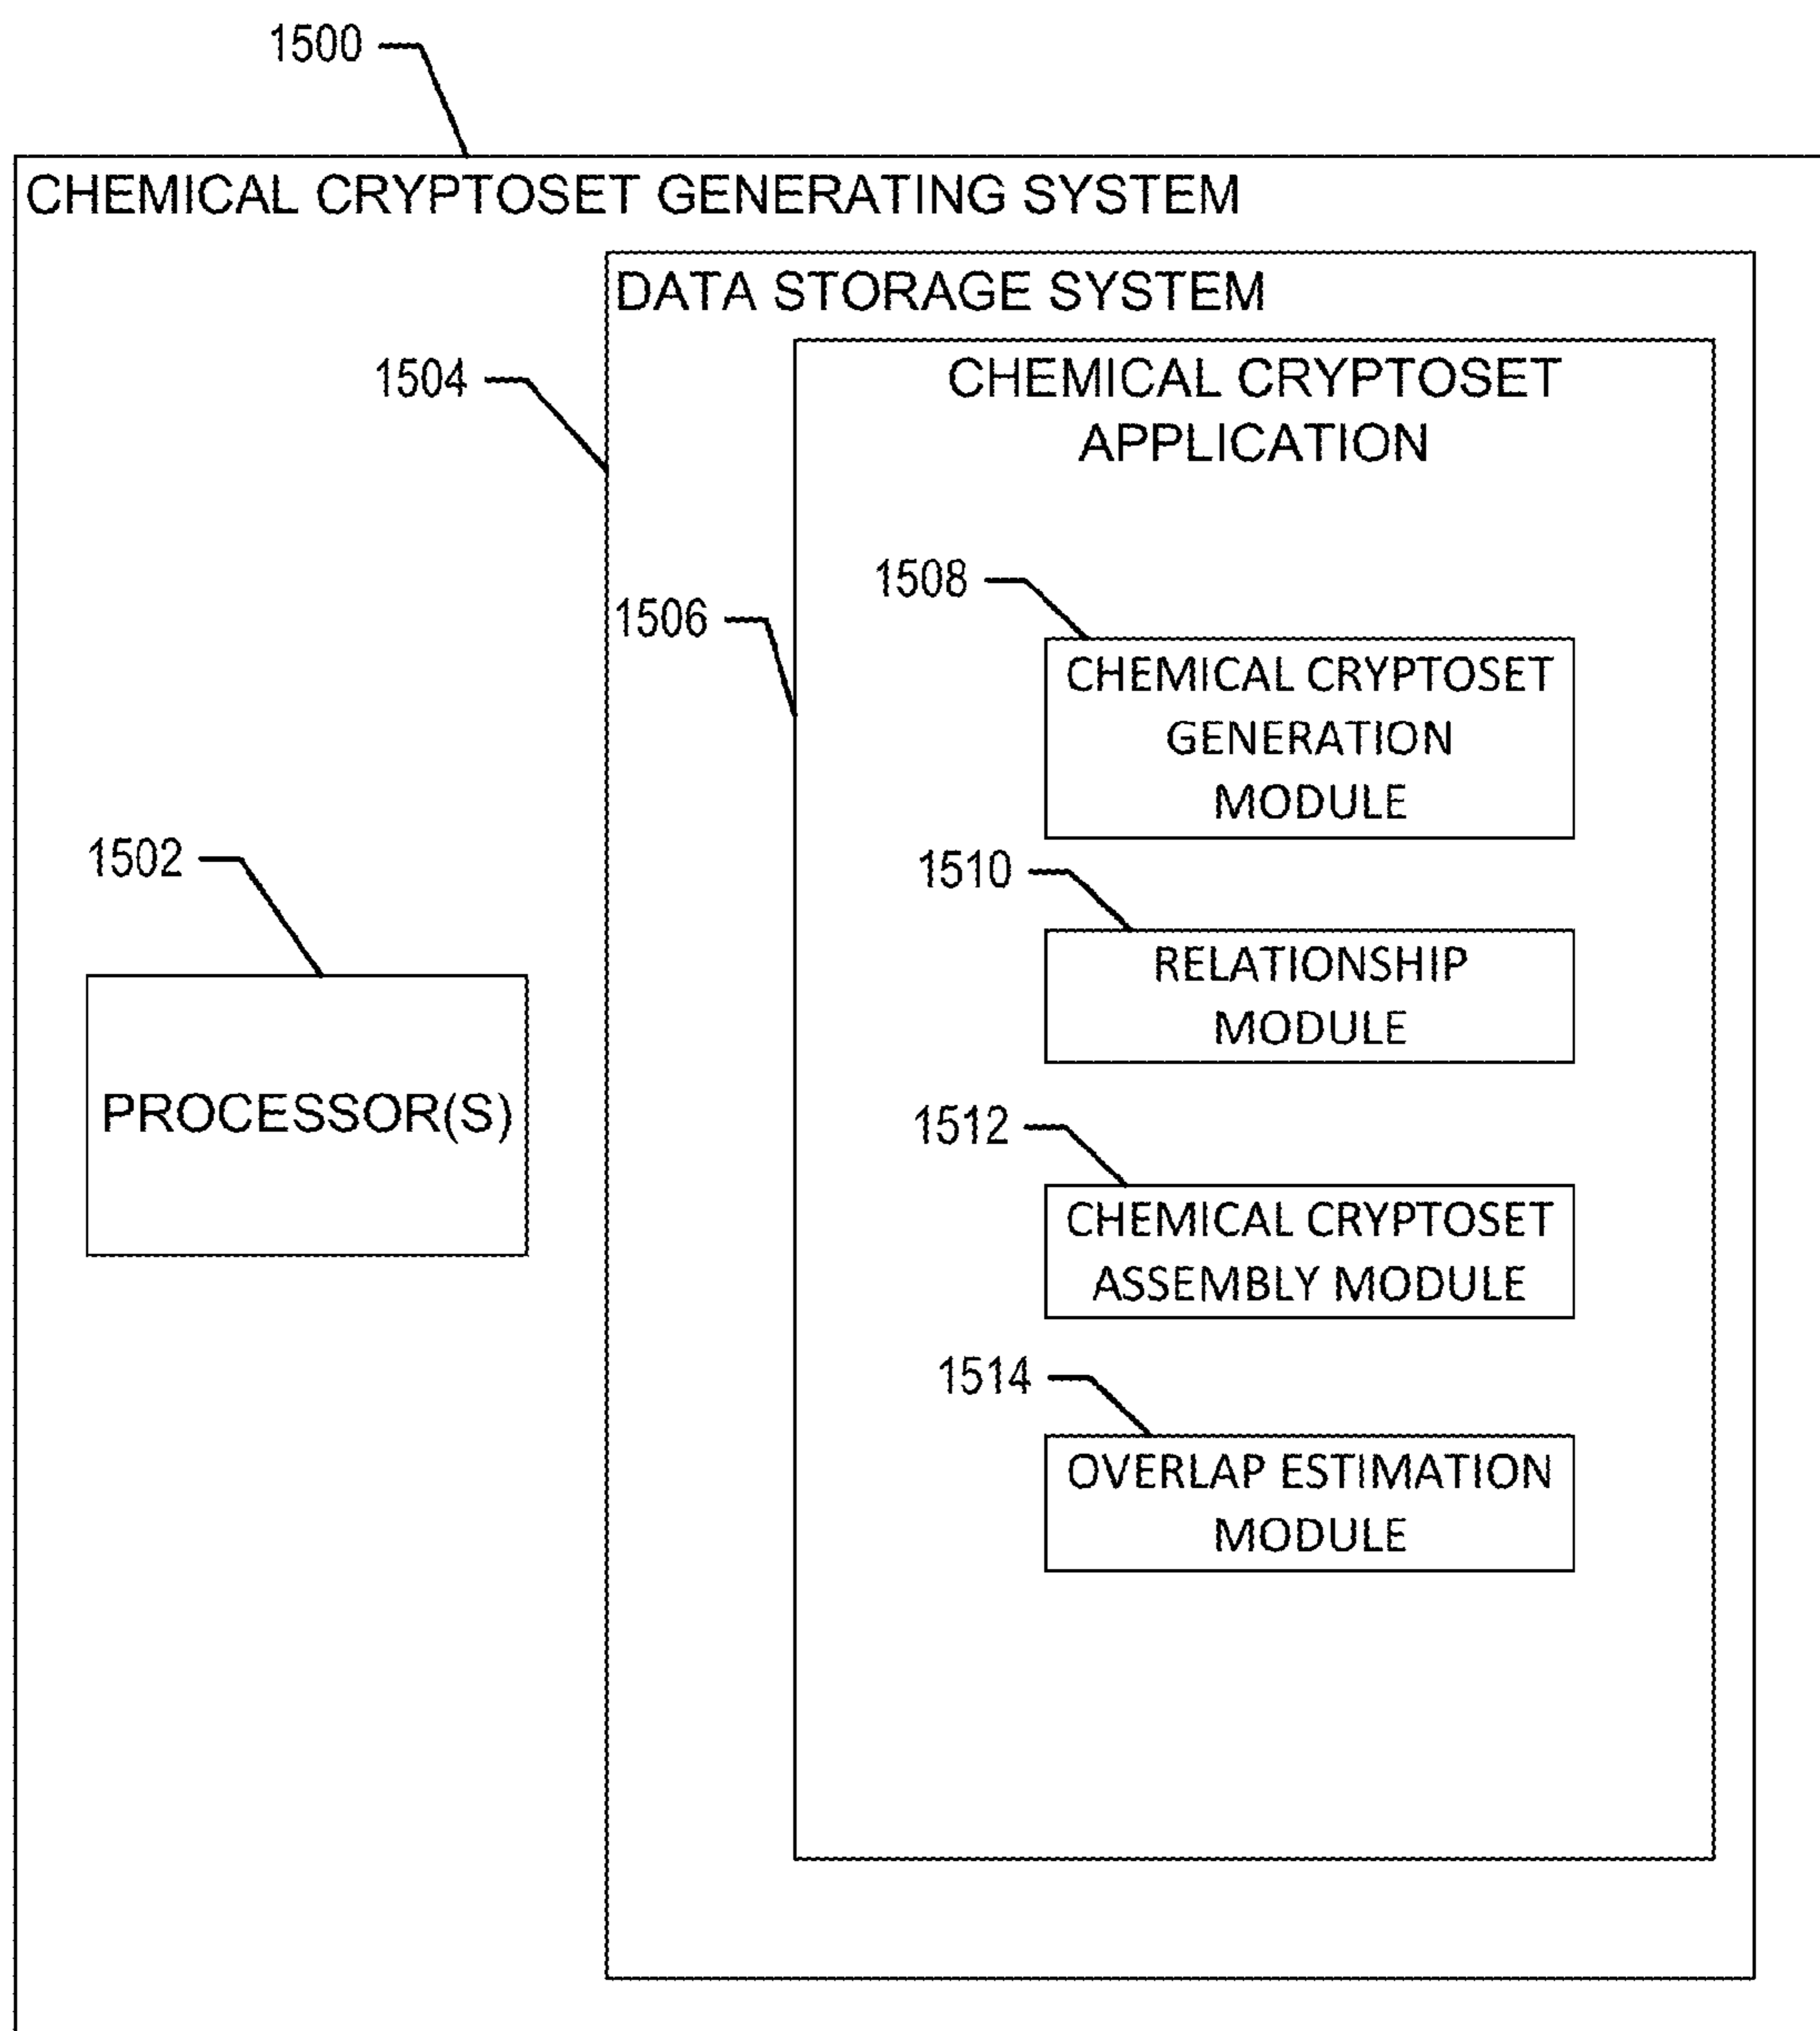 1500
CHEMICAL CRYPTOSET GENERATING SYSTEM
DATA STORAGE SYSTEM
1504
CHEMICAL CRYPTOSET
APPLICATION
1508
1506
CHEMICAL CRYPTOSET
GENERATION
MODULE
1502
1510
RELATIONSHIP
MODULE
PROCESSOR(S)
1512
CHEMICAL CRYPTOSET
ASSEMBLY MODULE
1514
OVERLAP ESTIMATION
MODULE